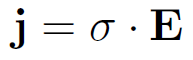 j = σ · E